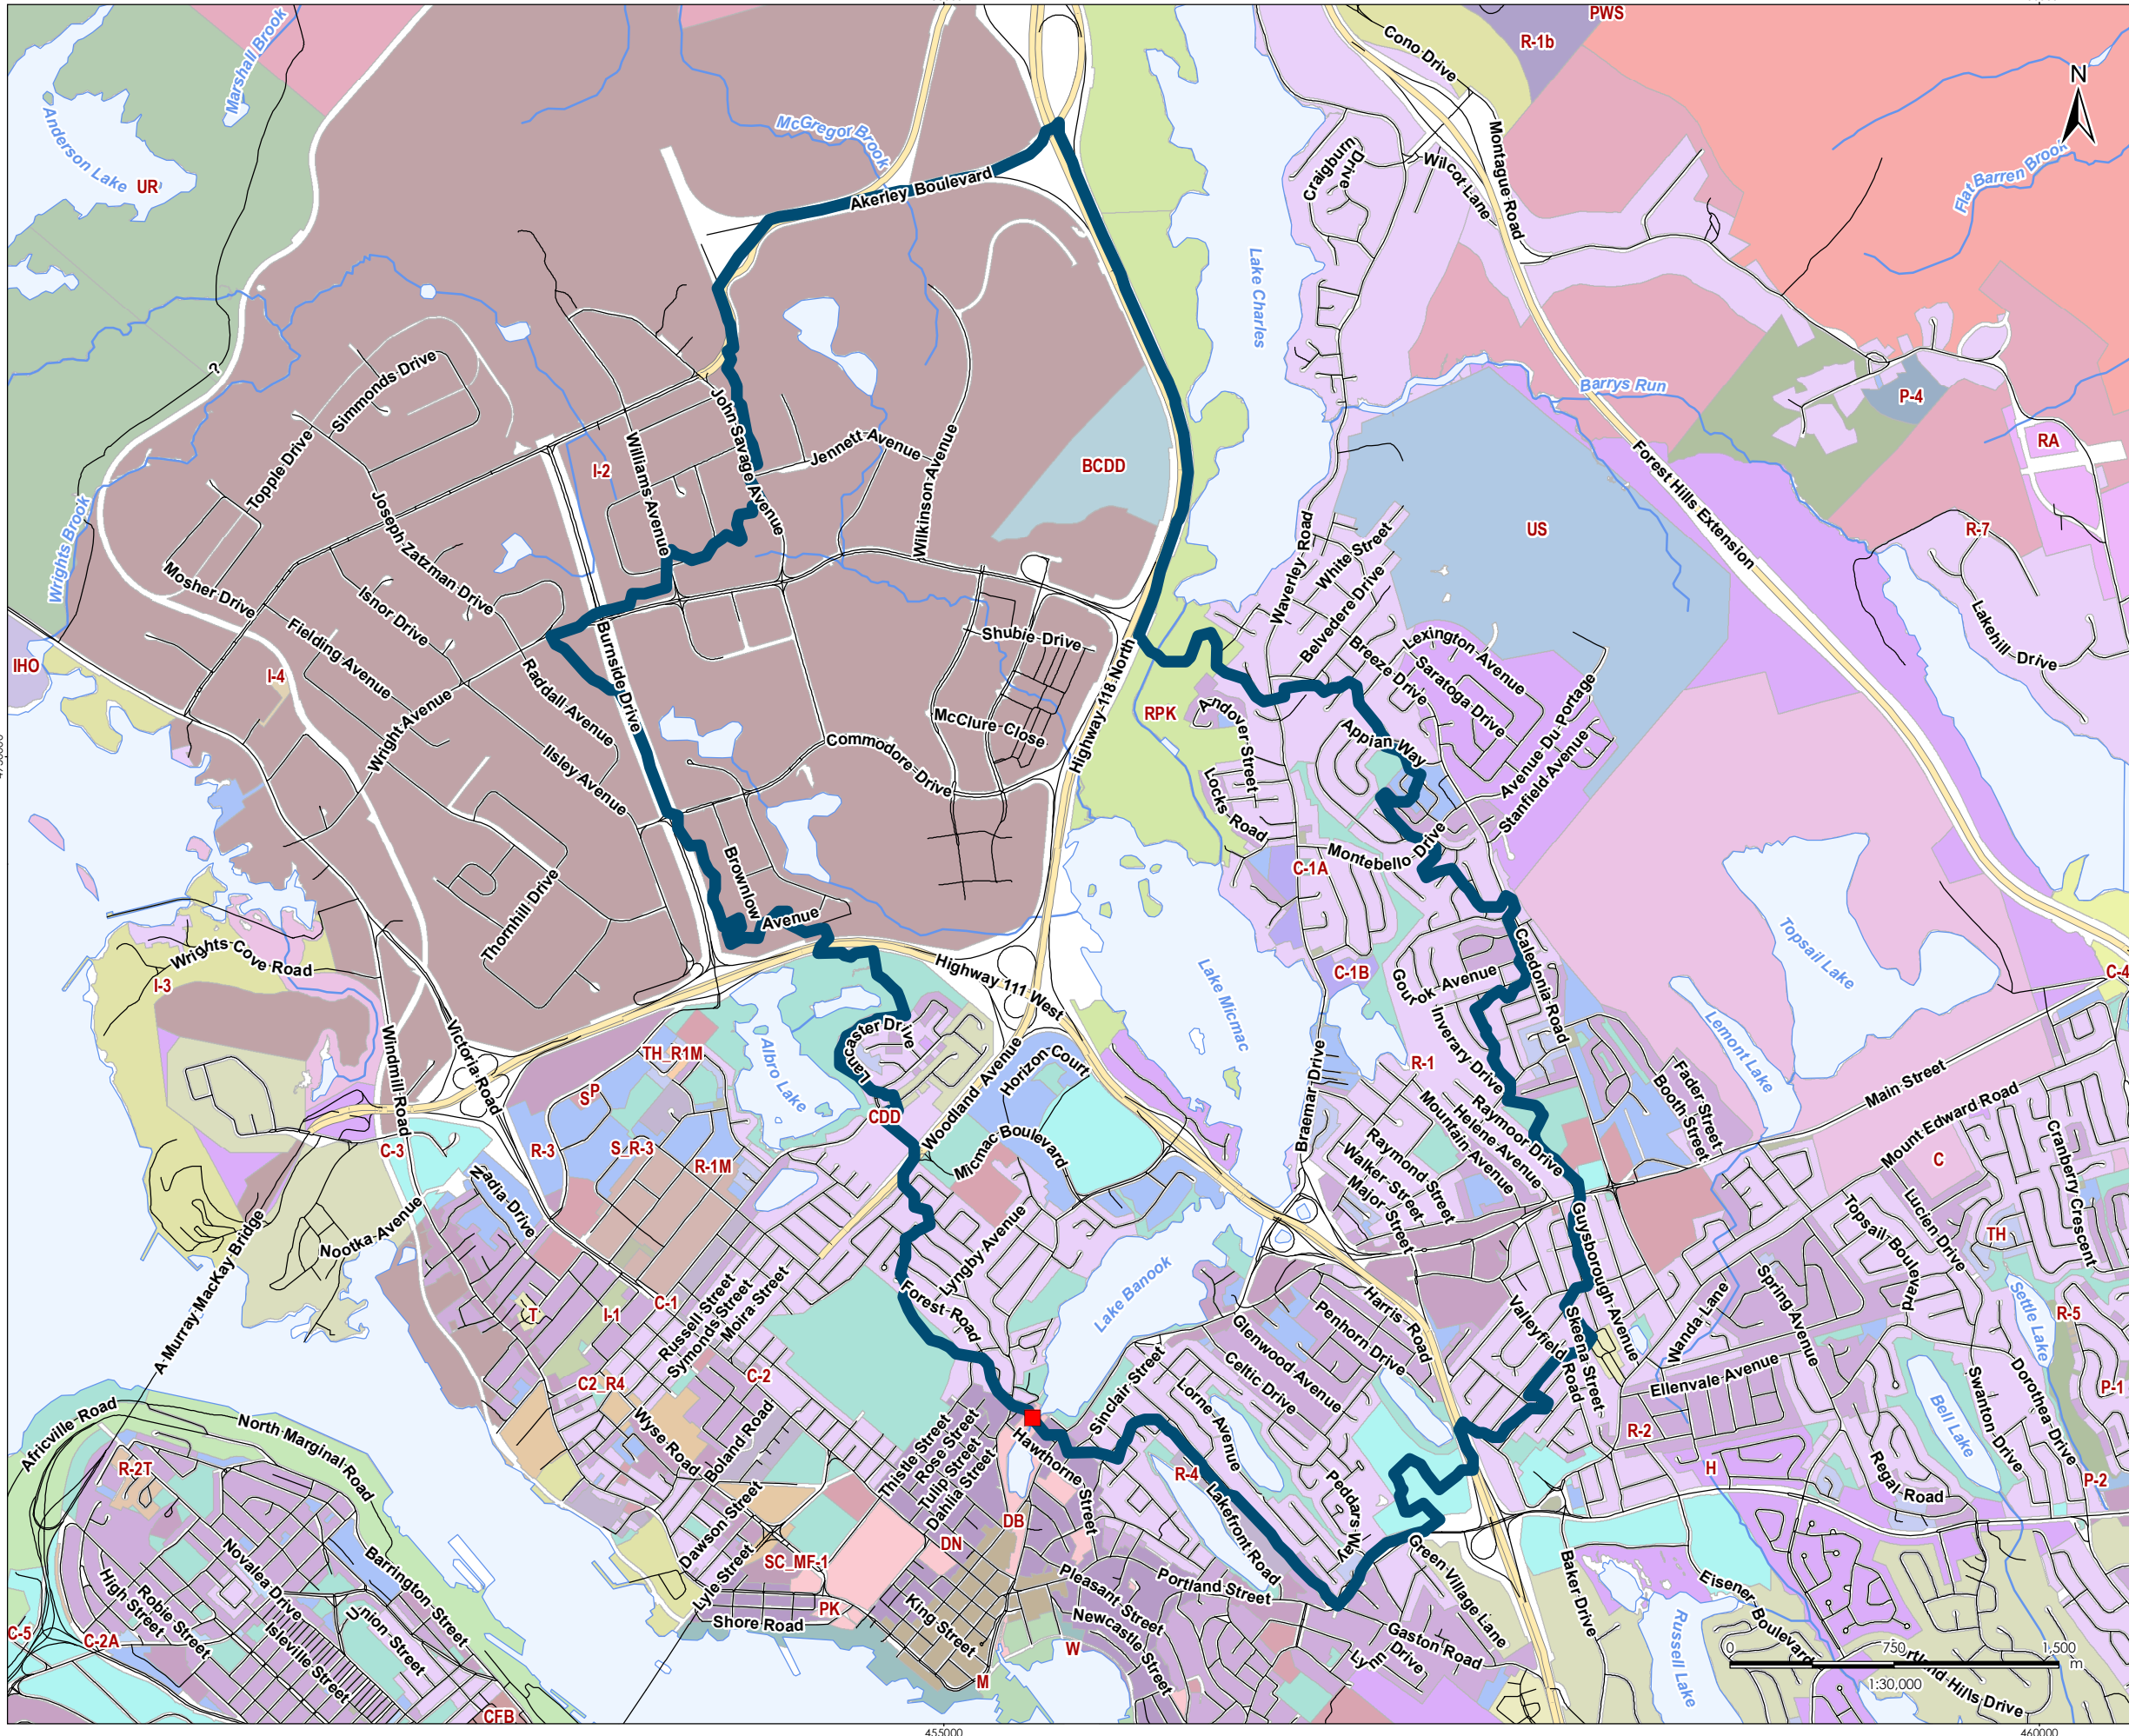 PWS
R-1b
Cono Drive
N
Marshall Brook
Anderson Lake
UR
McGregor Brook
Akerley Boulevard
Craigburn
Drive
Wilcot Lane
Montague Road
Flat Barren Brook
Lake Charles
Barrys Run
P-4
RA
?
Simmonds Drive
Topple Drive
John Savage Avenue
Jennett Avenue
Williams Avenue
I-2
Wilkinson Avenue
BCDD
Forest Hills Extension
US
R-7
Joseph Zatzman Drive
Wrights Brook
Mosher Drive
Isnor Drive
Fielding Avenue
White Street
Waverley Road
Belvedere Drive
Lakehill Drive
Shubie Drive
Breeze Drive
Lexington Avenue
Saratoga Drive
Avenue Du Portage
Stanfield Avenue
IHO
I-4
Burnside Drive
Raddall Avenue
Wright Avenue
Ilsley Avenue
McClure Close
Commodore Drive
Highway 118 North
RPK
Andover Street
Appian Way
Locks Road
Montebello Drive
C-1A
Brownlow
Avenue
Thornhill Drive
Topsail Lake
Caledonia Road
Wrights Cove Road
I-3
Highway 111 West
Lake Micmac
C-1B
C-4
Inverary Drive
Lemont Lake
Windmill Road
Victoria Road
TH_R1M
Albro Lake
Lancaster Drive
Woodland Avenue
Horizon Court
Braemar Drive
R-1
Main Street
Fader Street
Booth Street
Mount Edward Road
Cranberry Crescent
CDD
Micmac Boulevard
Raymoor Drive
Helene Avenue
Mountain Avenue
Raymond Street
Walker Street
Major Street
C-3
R-3
S_R-3
R-1M
C
Nadia Drive
Nootka Avenue
A Murray MacKay Bridge
Lyngby Avenue
Forest Road
Lake Banook
Guysborough Avenue
Topsail Boulevard
Lucien Drive
TH
Settle Lake
R-5
T
I-1
C-1
Russell Street
Symonds Street
Moira Street
Harris Road
Penhorn Drive
Glenwood Avenue
Celtic Drive
Valleyfield Road
Skeena Street
Wanda Lane
Spring Avenue
Ellenvale Avenue
Swanton Drive
Dorothea Drive
P-1
C2_R4
C-2
Wyse Road
Boland Road
Sinclair Street
Lorne Avenue
Africville Road
North Marginal Road
R-2T
Thistle Street
Rose Street
Tulip Street
Dahlia Street
Hawthorne Street
R-4
Lakefront Road
Peddars Way
R-2
H
Bell Lake
Regal Road
P-2
Dawson Street
Lyle Street
SC_MF-1
DN
DB
Portland Street
Pleasant Street
Newcastle Street
Green Village Lane
Baker Drive
Eisener Boulevard
Novalea Drive
High Street
Robie Street
Barrington Street
Union Street
Isleville Street
PK
Shore Road
King Street
W
M
Gaston Road
Lynn Drive
Russell Lake
C-5
C-2A
CFB
0
750
1,500
m
1:30,000
455000
460000